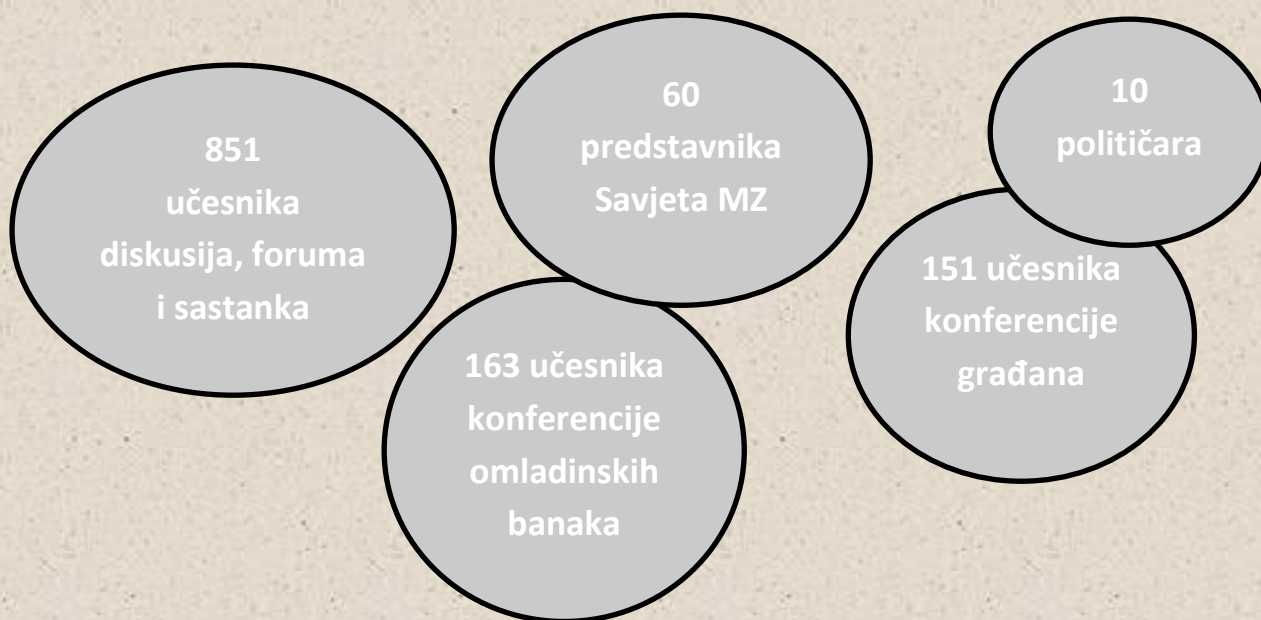 851
učesnika
diskusija, foruma
i sastanka
60
predstavnika
Savjeta MZ
10
političara
163 učesnika
konferencije
omladinskih
banaka
151 učesnika
konferencije
građana